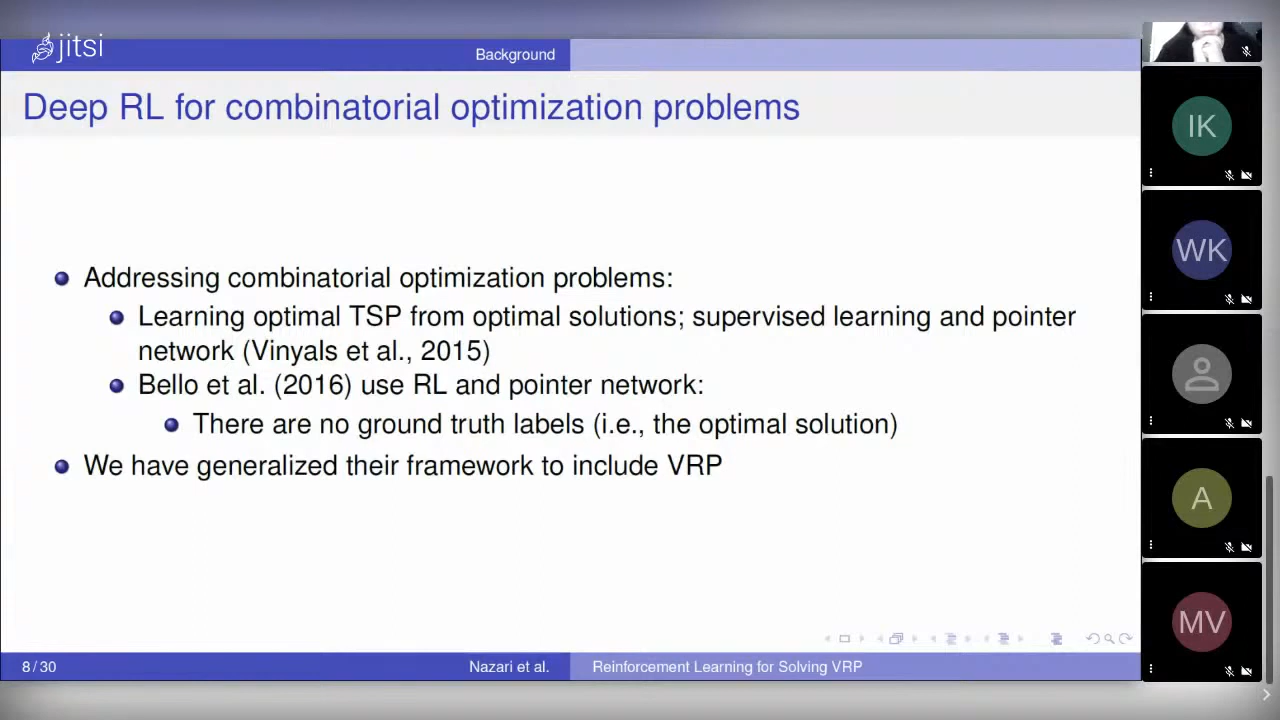 jitsi
Background
Deep RL for combinatorial optimization problems
Addressing combinatorial optimization problems:
Learning optimal TSP from optimal solutions; supervised learning and pointer
network (Vinyals et al., 2015)
Bello et al. (2016) use RL and pointer network:
There are no ground truth labels (i.e., the optimal solution)
We have generalized their framework to include VRP
8 / 30
Nazari et al.
Reinforcement Learning for Solving VRP
IK
WK
A
MV